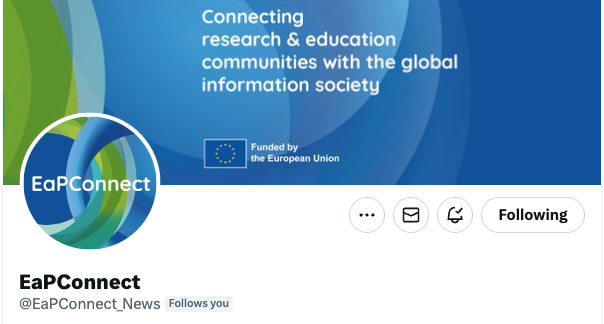 Connecting
research & education
communities with the global
information society
Funded by
the European Union
EaPConnect
Following
EaPConnect
@EaPConnect_News Follows you